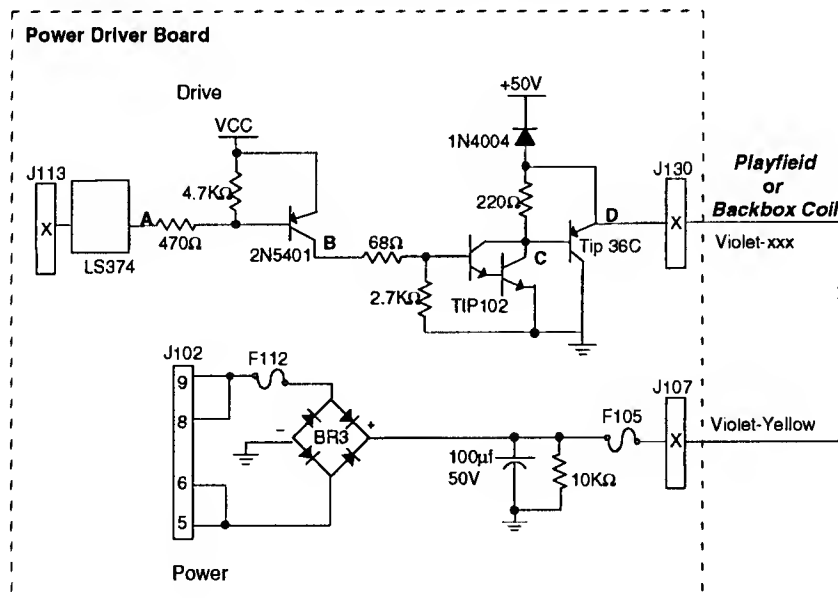 Power Driver Board
Drive
+50V
VCC
1N4004
J113
J130
Playfield
or
Backbox Coil
4.7KΩ
220Ω
A
D
X
X
B
68Ω
470Ω
2N5401
C
Tip 36C
Violet-xxx
LS374
2.7KΩ
TIP102
J102
F112
J107
9
F105
Violet-Yellow
8
–
BR3
+
X
100µf
50V
10KΩ
6
5
Power